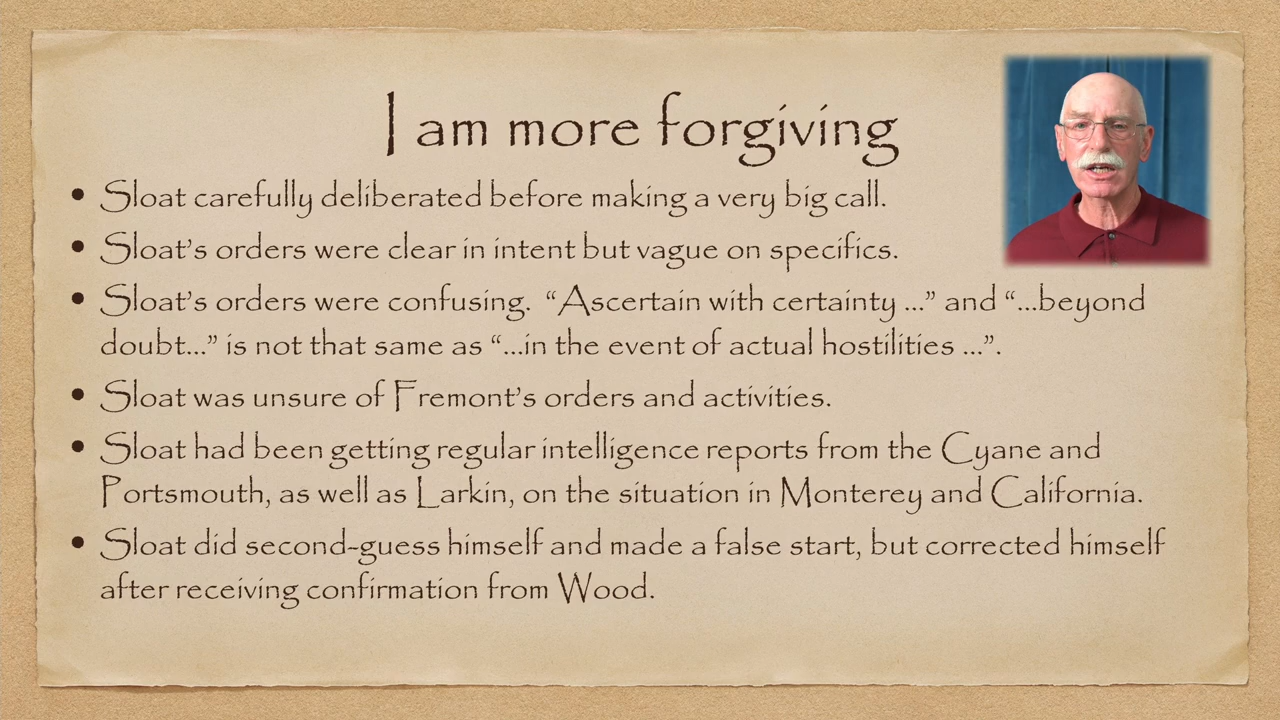 I am more forgiving
• Sloat carefully deliberated before making a very big call.
• Sloat’s orders were clear in intent but vague on specifics.
• Sloat’s orders were confusing.  “Ascertain with certainty ...” and “...beyond
doubt...” is not that same as “...in the event of actual hostilities ...”.
• Sloat was unsure of Fremont’s orders and activities.
• Sloat had been getting regular intelligence reports from the Cyane and
Portsmouth, as well as Larkin, on the situation in Monterey and California.
• Sloat did second-guess himself and made a false start, but corrected himself
after receiving confirmation from Wood.